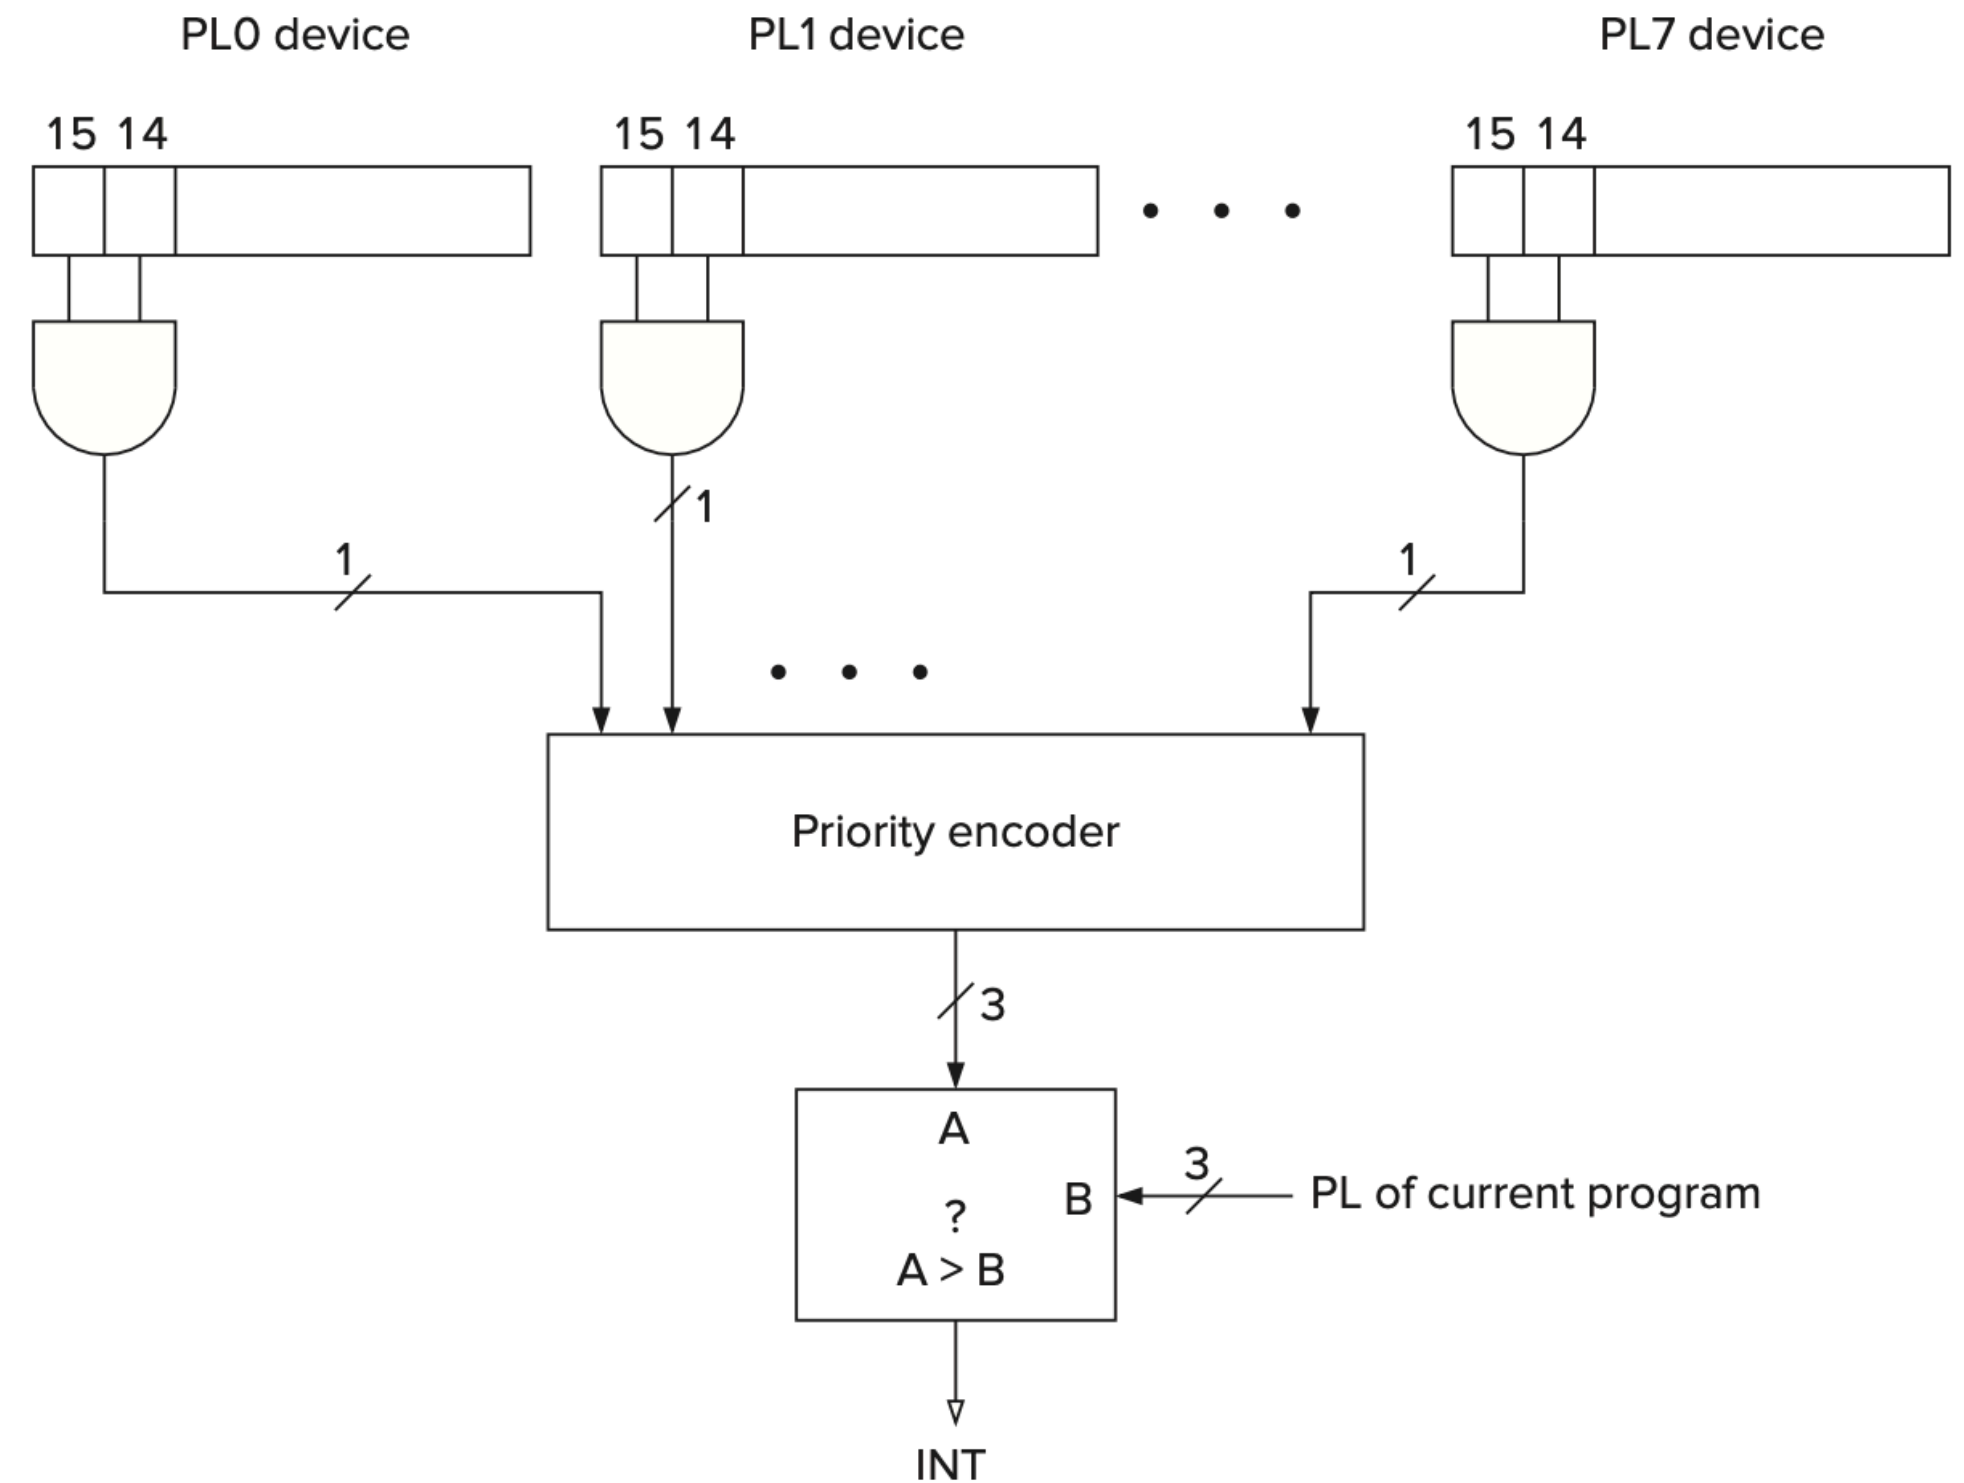 PL0 device PL1 device PL7 device
15 14 15 14 15 14
1
1 1
Priority encoder
3
A
3
B PL of current program
?
A > B
INT